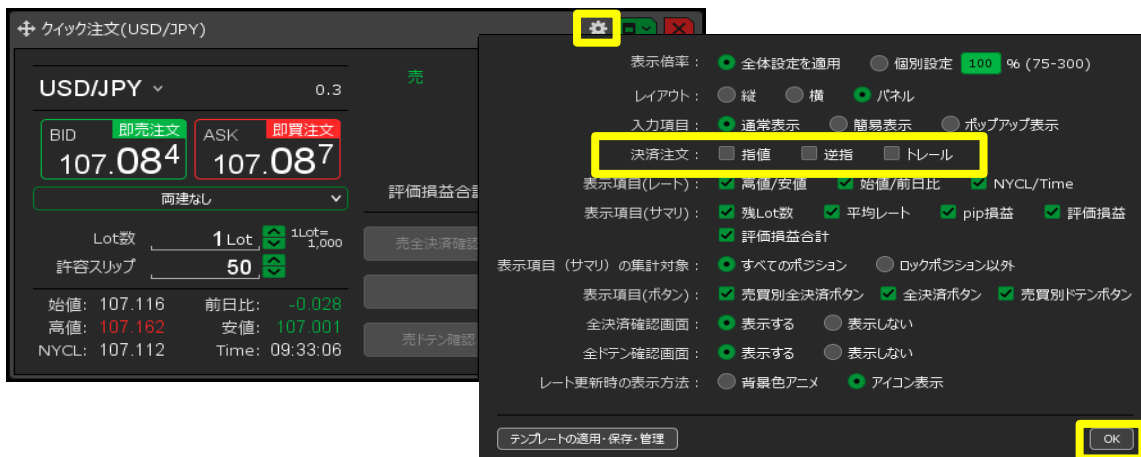 クイック注文(USD/JPY)
USD/JPY 0.3
売
BID 即売注文 ASK 即買注文
107.084 107.087
両建なし
評価損益合計
Lot数 1 Lot 1Lot=
1,000
売全決済確認
許容スリップ 50
始値: 107.116 前日比: -0.028
高値: 107.162 安値: 107.001
NYCL: 107.112 Time: 09:33:06
売ドテン確認
表示倍率: 全体設定を適用 個別設定 100 % (75-300)
レイアウト: 縦 横 パネル
入力項目: 通常表示 簡易表示 ポップアップ表示
決済注文: 指値 逆指 トレール
表示項目(レート): 高値/安値 始値/前日比 NYCL/Time
表示項目(サマリ): 残Lot数 平均レート pip損益 評価損益
評価損益合計
表示項目（サマリ）の集計対象: すべてのポジション ロックポジション以外
表示項目(ボタン): 売買別全決済ボタン 全決済ボタン 売買別ドテンボタン
全決済確認画面: 表示する 表示しない
全ドテン確認画面: 表示する 表示しない
レート更新時の表示方法: 背景色アニメ アイコン表示
テンプレートの適用・保存・管理 OK